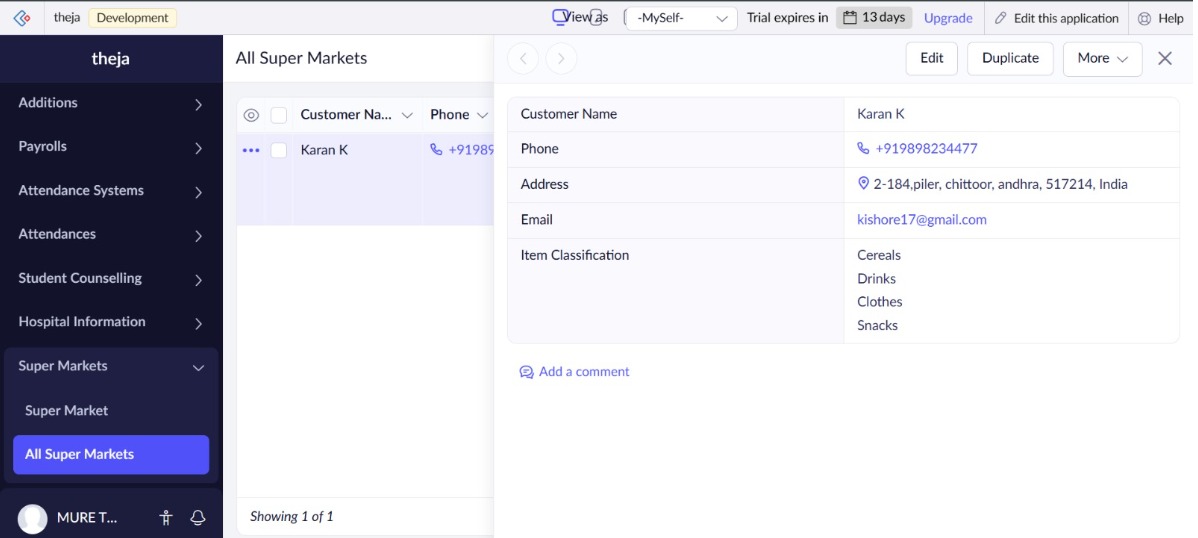 theja Development View as -MySelf- Trial expires in 13 days Upgrade Edit this application Help
theja
Additions
Payrolls
Attendance Systems
Attendances
Student Counselling
Hospital Information
Super Markets
Super Market
All Super Markets
MURE T...
All Super Markets
Customer Na... Phone
Karan K +91989
Showing 1 of 1
Edit Duplicate More
Customer Name Karan K
Phone +919898234477
Address 2-184,piler, chittoor, andhra, 517214, India
Email kishore17@gmail.com
Item Classification Cereals
Drinks
Clothes
Snacks
Add a comment